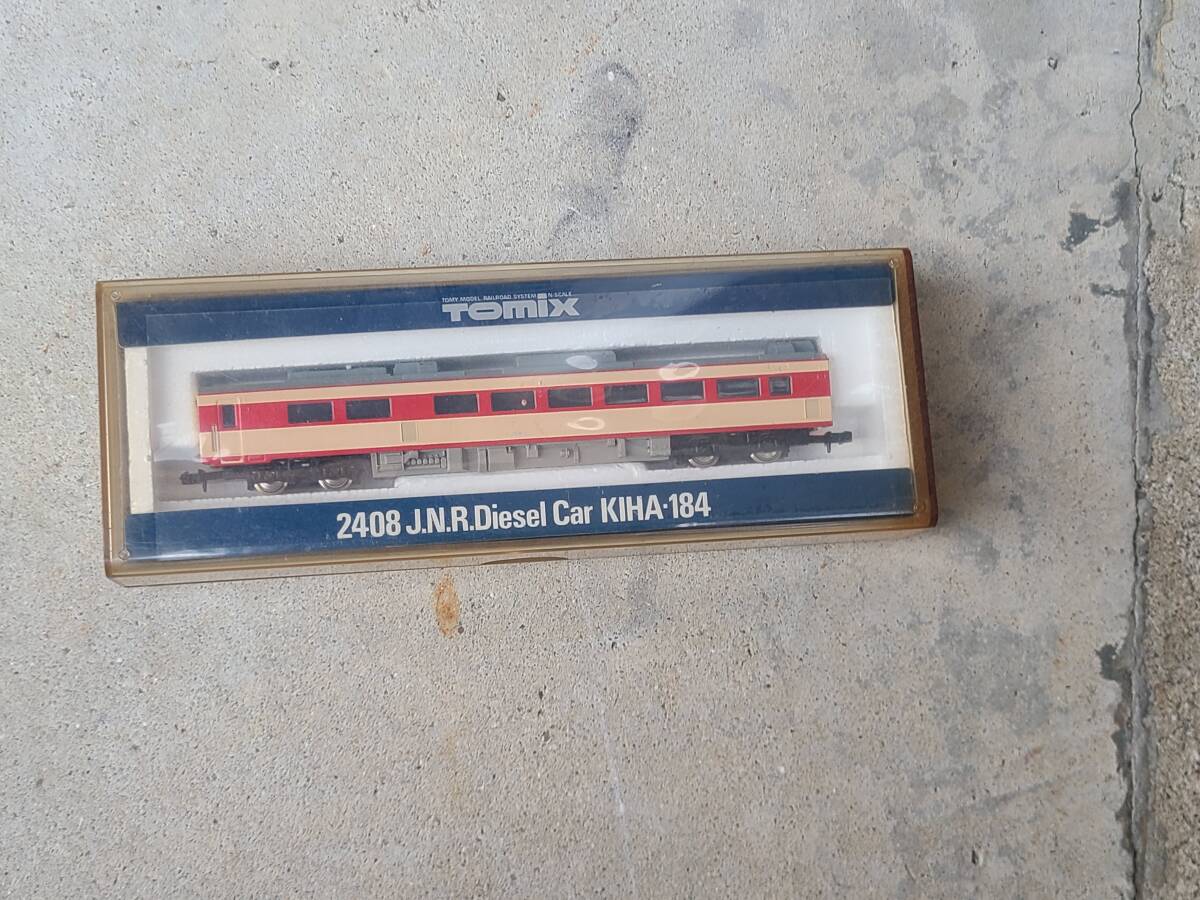 TOMY MODEL RAILROAD SYSTEM N-SCALE
TOMIX
2408 J.N.R.Diesel Car KIHA·184